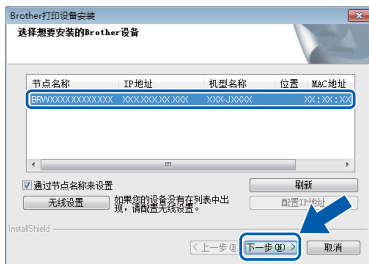 Brother打印设备安装
选择想要安装的Brother设备
节点名称 IP地址 机型名称 位置 MAC地址
BRWXXXXXXXXXXXX XXX.XXX.XX.XXX XXX-JXXXX XX:XX:XX
通过节点名称来设置 刷新
无线设置 如果您的设备没有在列表中出现，请配置无线设置。 配置IP地址
InstallShield
<上一步(B) 下一步(N)> 取消